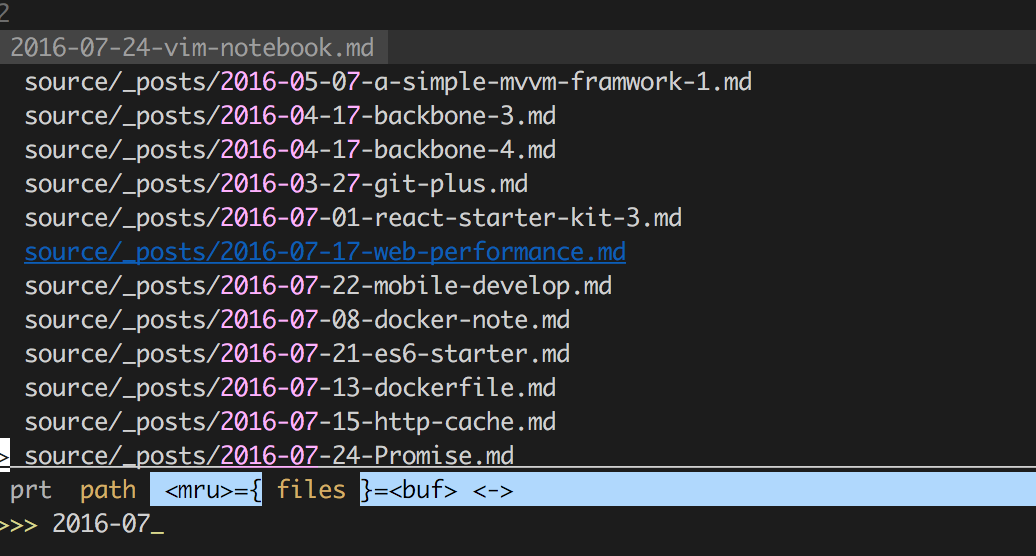 2
2016-07-24-vim-notebook.md
source/_posts/2016-05-07-a-simple-mvvm-framwork-1.md
source/_posts/2016-04-17-backbone-3.md
source/_posts/2016-04-17-backbone-4.md
source/_posts/2016-03-27-git-plus.md
source/_posts/2016-07-01-react-starter-kit-3.md
source/_posts/2016-07-17-web-performance.md
source/_posts/2016-07-22-mobile-develop.md
source/_posts/2016-07-08-docker-note.md
source/_posts/2016-07-21-es6-starter.md
source/_posts/2016-07-13-dockerfile.md
source/_posts/2016-07-15-http-cache.md
> source/_posts/2016-07-24-Promise.md
prt path <mru>={ files }=<buf> <->
>>> 2016-07_